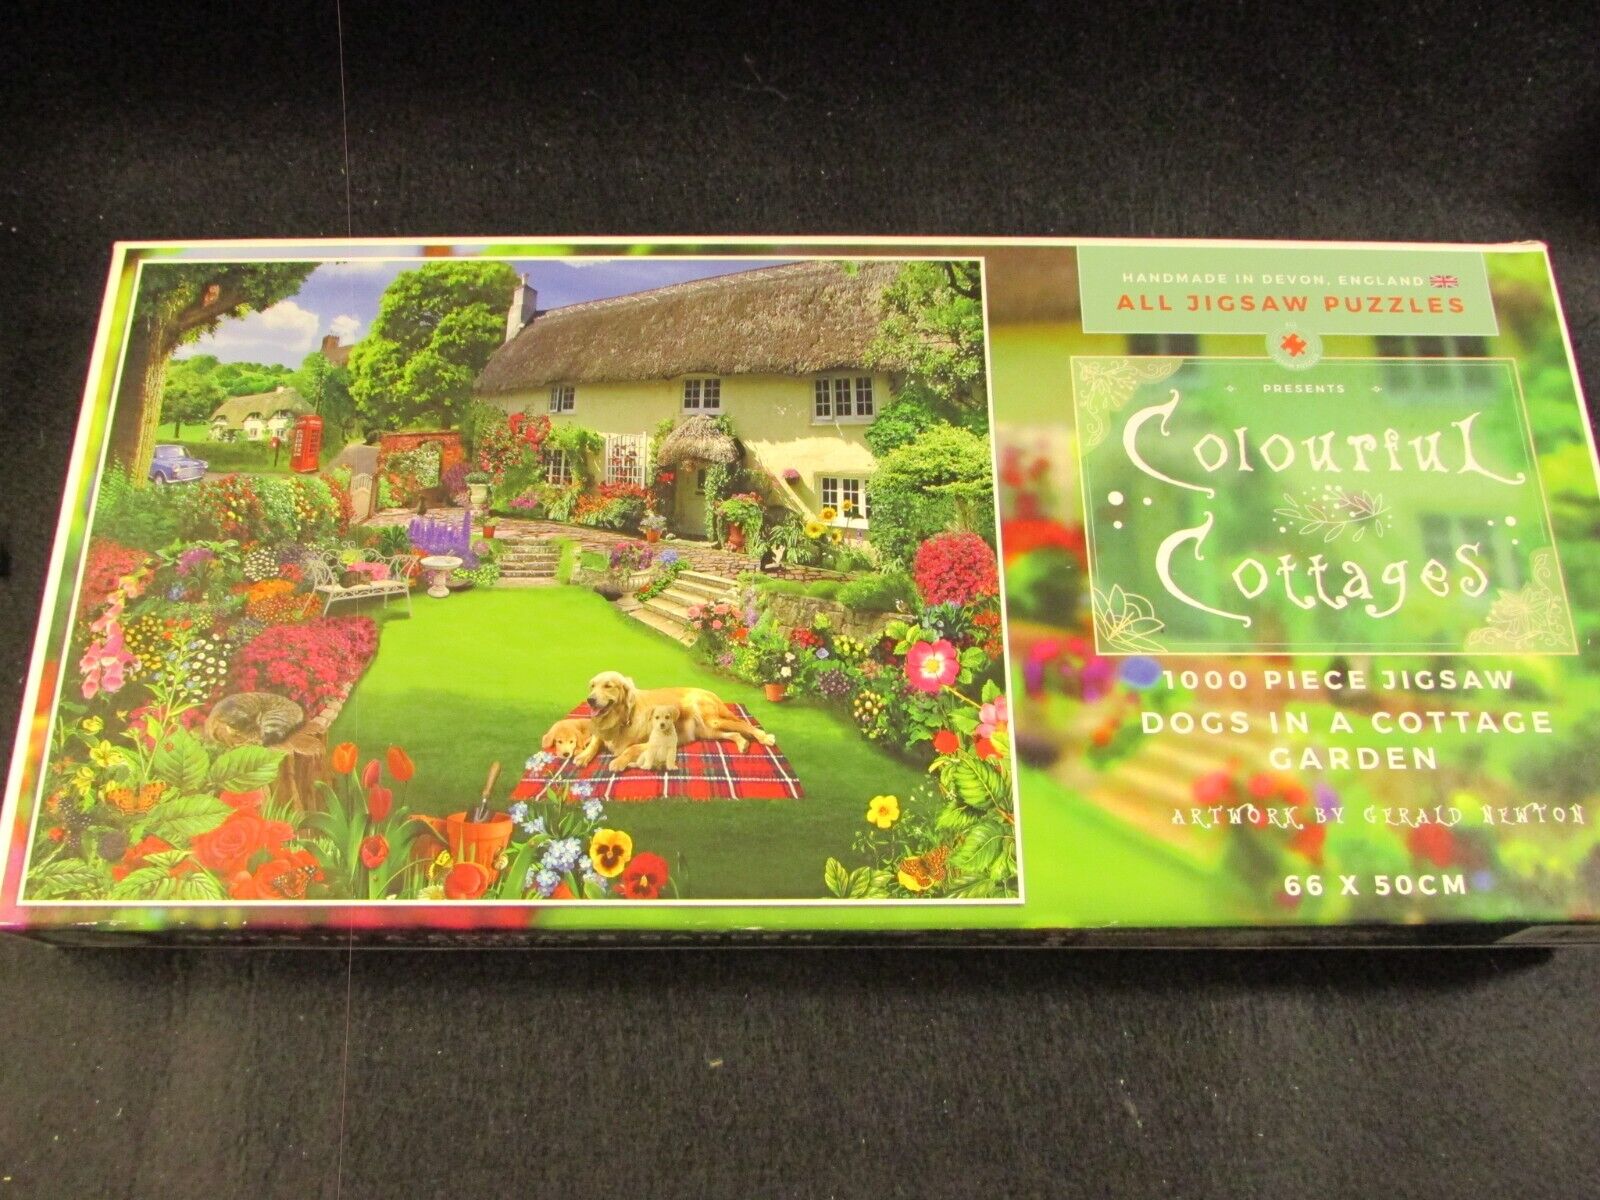 HANDMADE IN DEVON, ENGLAND
ALL JIGSAW PUZZLES
PRESENTS
Colourful
Cottages
1000 PIECE JIGSAW
DOGS IN A COTTAGE
GARDEN
ARTWORK BY GERALD NEWTON
66 X 50CM